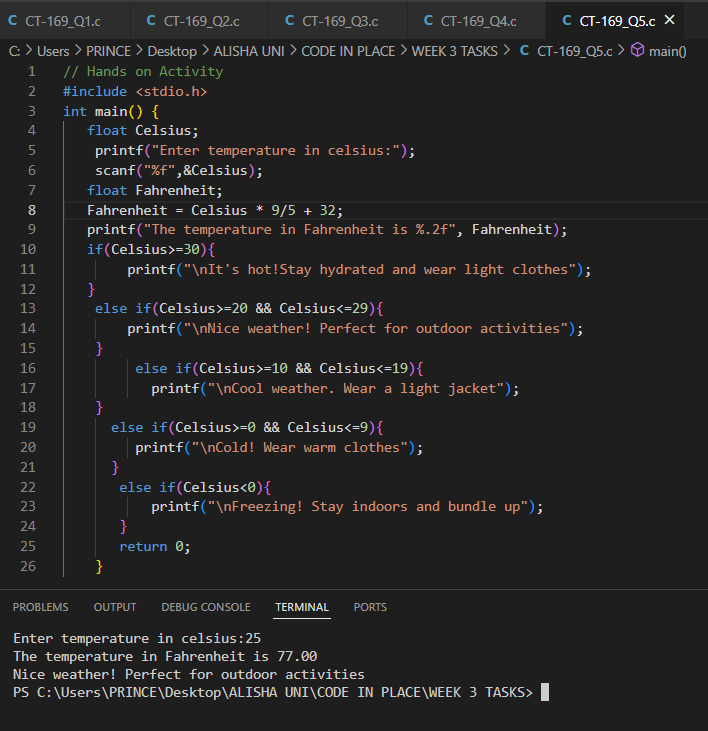 C CT-169_Q1.c C CT-169_Q2.c C CT-169_Q3.c C CT-169_Q4.c C CT-169_Q5.c ×
C: > Users > PRINCE > Desktop > ALISHA UNI > CODE IN PLACE > WEEK 3 TASKS > C CT-169_Q5.c > main()
1 // Hands on Activity
2 #include <stdio.h>
3 int main() {
4 float Celsius;
5 printf("Enter temperature in celsius:");
6 scanf("%f",&Celsius);
7 float Fahrenheit;
8 Fahrenheit = Celsius * 9/5 + 32;
9 printf("The temperature in Fahrenheit is %.2f", Fahrenheit);
10 if(Celsius>=30){
11 printf("\nIt's hot!Stay hydrated and wear light clothes");
12 }
13 else if(Celsius>=20 && Celsius<=29){
14 printf("\nNice weather! Perfect for outdoor activities");
15 }
16 else if(Celsius>=10 && Celsius<=19){
17 printf("\nCool weather. Wear a light jacket");
18 }
19 else if(Celsius>=0 && Celsius<=9){
20 printf("\nCold! Wear warm clothes");
21 }
22 else if(Celsius<0){
23 printf("\nFreezing! Stay indoors and bundle up");
24 }
25 return 0;
26 }
PROBLEMS OUTPUT DEBUG CONSOLE TERMINAL PORTS
Enter temperature in celsius:25
The temperature in Fahrenheit is 77.00
Nice weather! Perfect for outdoor activities
PS C:\Users\PRINCE\Desktop\ALISHA UNI\CODE IN PLACE\WEEK 3 TASKS>